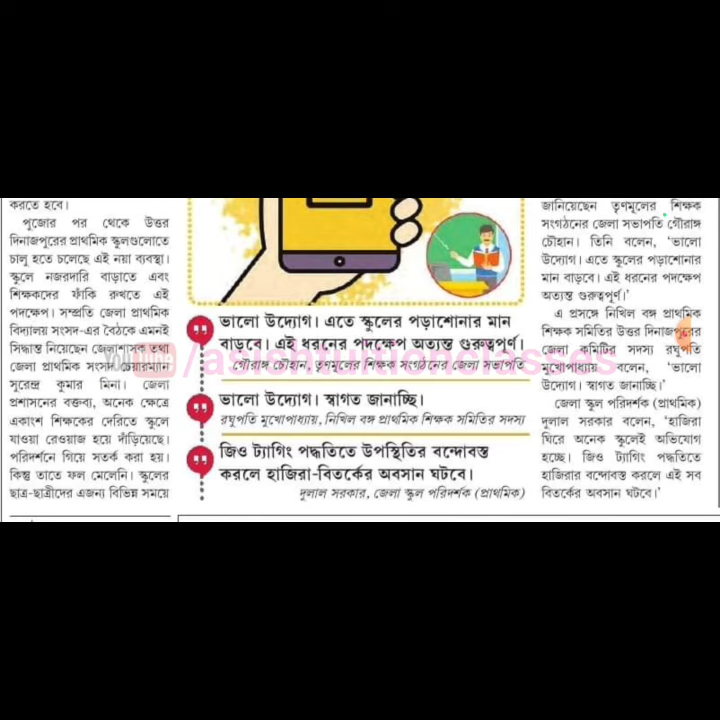 করতে হবে।
পুজোর পর থেকে উত্তর
দিনাজপুরের প্রাথমিক স্কুলগুলোতে
চালু হতে চলেছে এই নয়া ব্যবস্থা।
স্কুলে নজরদারি বাড়াতে এবং
শিক্ষকদের ফাঁকি রুখতে এই
পদক্ষেপ। সম্প্রতি জেলা প্রাথমিক
বিদ্যালয় সংসদ-এর বৈঠকে এমনই
সিদ্ধান্ত নিয়েছেন জেলাশাসক তথা
জেলা প্রাথমিক সংসদ চেয়ারম্যান
সুরেন্দ্র কুমার মিনা। জেলা
প্রশাসনের বক্তব্য, অনেক ক্ষেত্রে
একাংশ শিক্ষকের দেরিতে স্কুলে
যাওয়া রেওয়াজ হয়ে দাঁড়িয়েছে।
পরিদর্শনে গিয়ে সতর্ক করা হয়।
কিন্তু তাতে ফল মেলেনি। স্কুলের
ছাত্র-ছাত্রীদের এজন্য বিভিন্ন সময়ে
ভালো উদ্যোগ। এতে স্কুলের পড়াশোনার মান
বাড়বে। এই ধরনের পদক্ষেপ অত্যন্ত গুরুত্বপূর্ণ।
গৌরাঙ্গ চৌহান, তৃণমূলের শিক্ষক সংগঠনের জেলা সভাপতি
ভালো উদ্যোগ। স্বাগত জানাচ্ছি।
রঘুপতি মুখোপাধ্যায়, নিখিল বঙ্গ প্রাথমিক শিক্ষক সমিতির সদস্য
জিও ট্যাগিং পদ্ধতিতে উপস্থিতির বন্দোবস্ত
করলে হাজিরা-বিতর্কের অবসান ঘটবে।
দুলাল সরকার, জেলা স্কুল পরিদর্শক (প্রাথমিক)
জানিয়েছেন তৃণমূলের শিক্ষক
সংগঠনের জেলা সভাপতি গৌরাঙ্গ
চৌহান। তিনি বলেন, ‘ভালো
উদ্যোগ। এতে স্কুলের পড়াশোনার
মান বাড়বে। এই ধরনের পদক্ষেপ
অত্যন্ত গুরুত্বপূর্ণ।’
এ প্রসঙ্গে নিখিল বঙ্গ প্রাথমিক
শিক্ষক সমিতির উত্তর দিনাজপুরের
জেলা কমিটির সদস্য রঘুপতি
মুখোপাধ্যায় বলেন, ‘ভালো
উদ্যোগ। স্বাগত জানাচ্ছি।’
জেলা স্কুল পরিদর্শক (প্রাথমিক)
দুলাল সরকার বলেন, ‘হাজিরা
ঘিরে অনেক স্কুলেই অভিযোগ
হচ্ছে। জিও ট্যাগিং পদ্ধতিতে
হাজিরার বন্দোবস্ত করলে এই সব
বিতর্কের অবসান ঘটবে।’
YOUTUBE/asishtuitionclasses